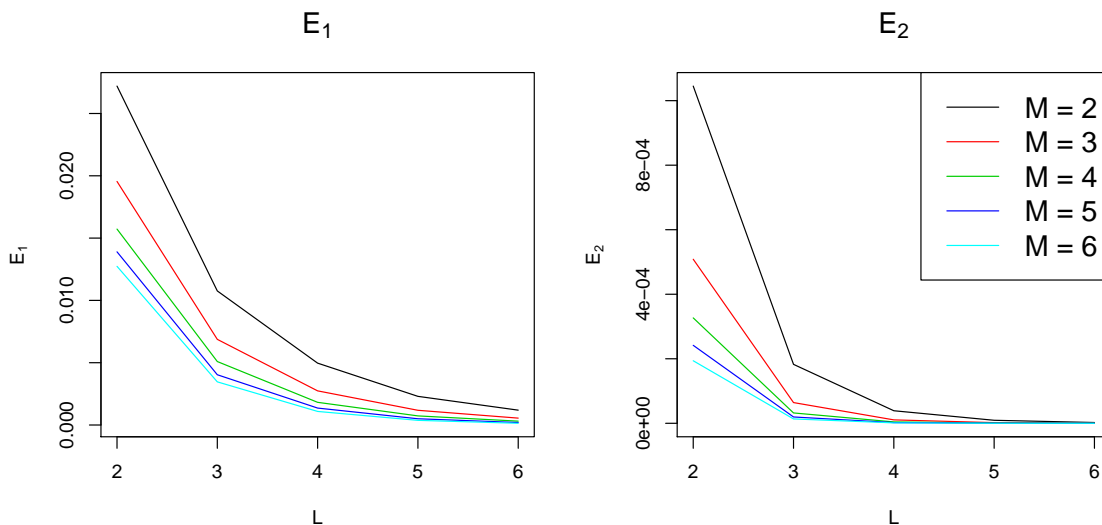 E₁
E₂
0.020
0.010
0.000
E₁
2
3
4
5
6
L
8e−04
4e−04
0e+00
E₂
2
3
4
5
6
L
M = 2
M = 3
M = 4
M = 5
M = 6